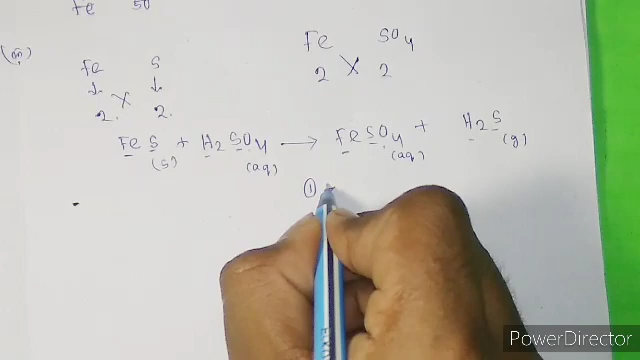 Fe SO
Fe SO4
Fe S
2 2
2 2
FeS + H2SO4 → FeSO4 + H2S
(s) (aq) (aq) (g)
①
PowerDirector